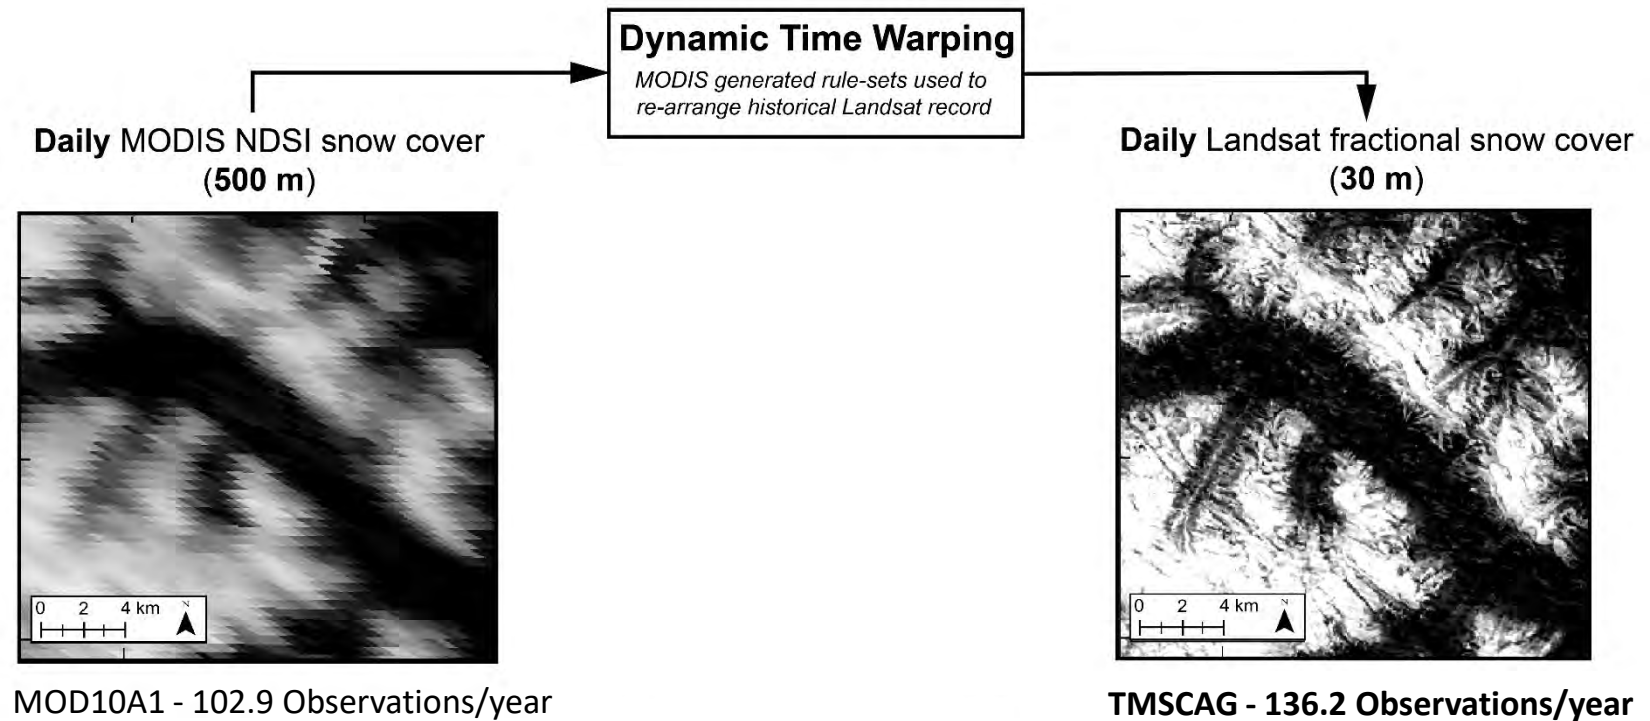 Dynamic Time Warping
MODIS generated rule-sets used to
re-arrange historical Landsat record
Daily MODIS NDSI snow cover
(500 m)
Daily Landsat fractional snow cover
(30 m)
0 2 4 km N
0 2 4 km N
MOD10A1 - 102.9 Observations/year
TMSCAG - 136.2 Observations/year